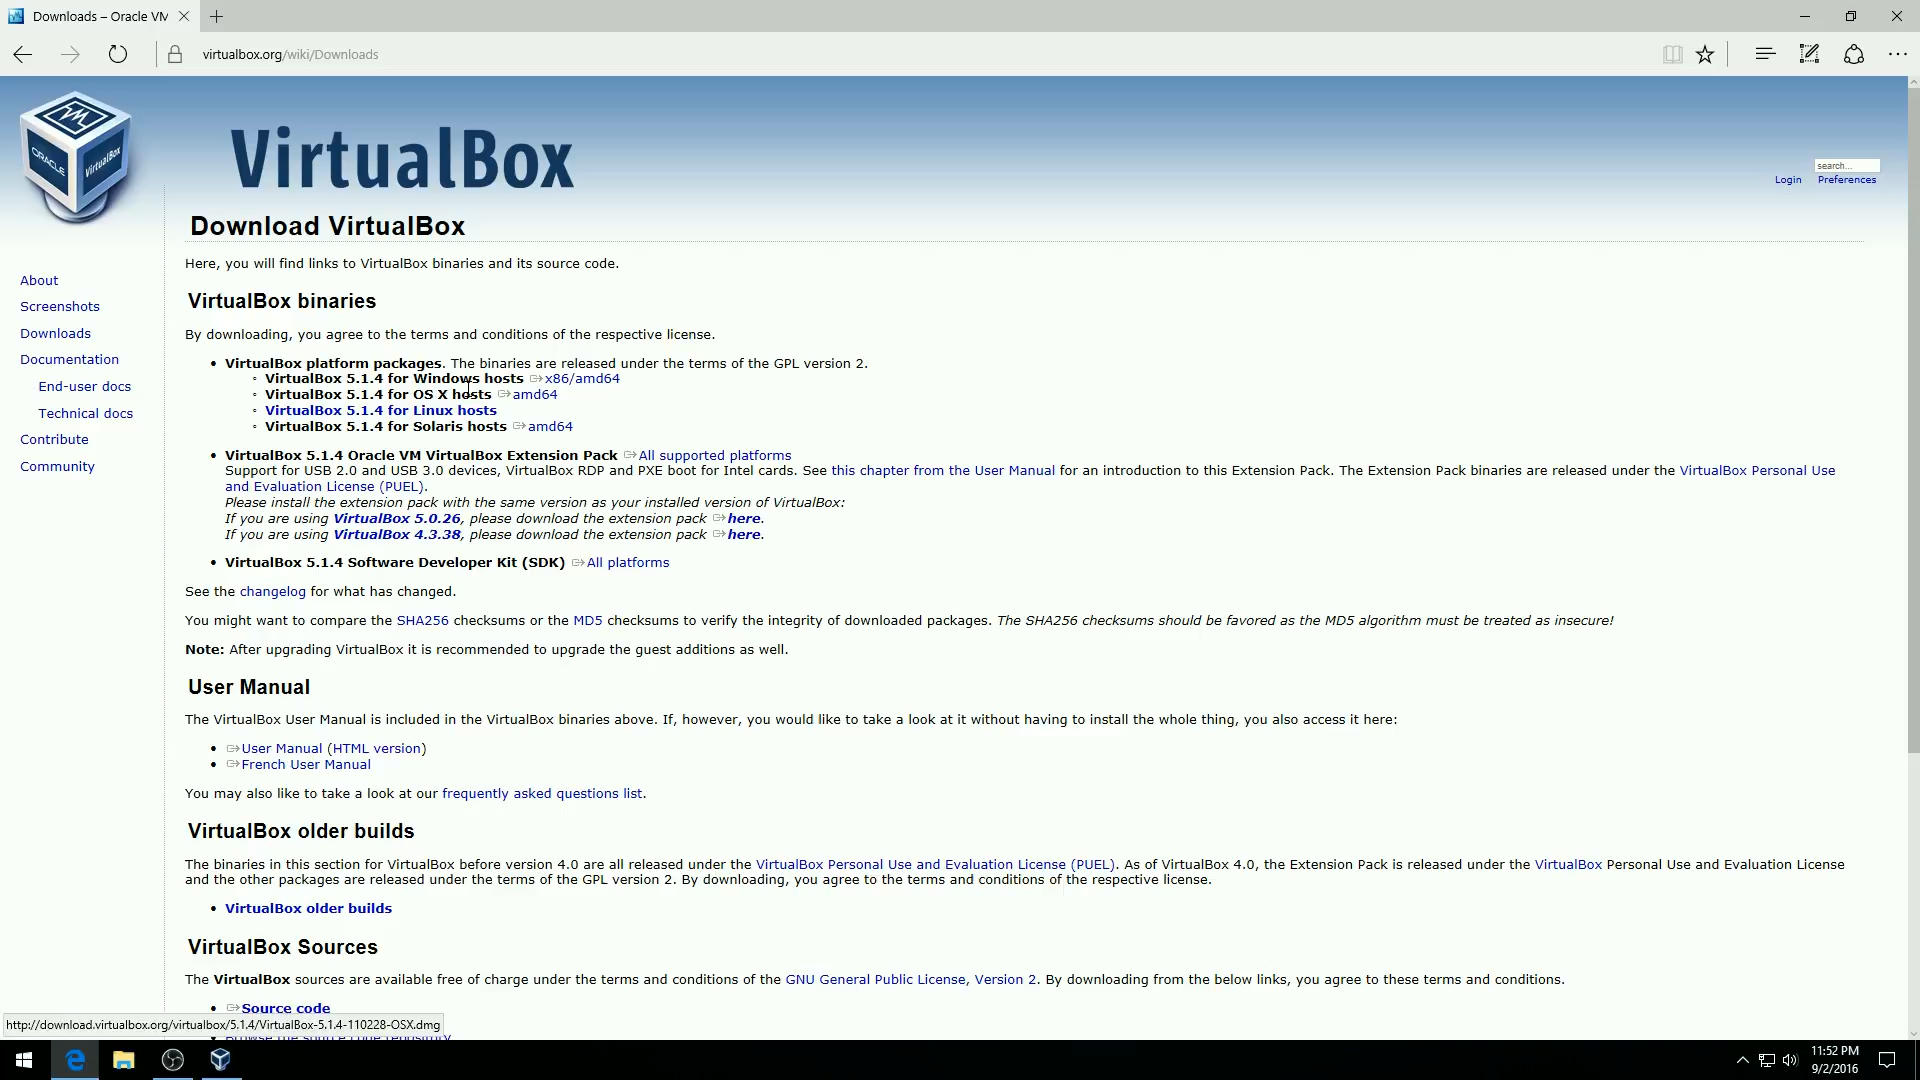 Downloads – Oracle VM
virtualbox.org/wiki/Downloads
ORACLE
VirtualBox
VirtualBox
search...
Login Preferences
Download VirtualBox
Here, you will find links to VirtualBox binaries and its source code.
About
Screenshots
Downloads
Documentation
End-user docs
Technical docs
Contribute
Community
VirtualBox binaries
By downloading, you agree to the terms and conditions of the respective license.
• VirtualBox platform packages. The binaries are released under the terms of the GPL version 2.
◦ VirtualBox 5.1.4 for Windows hosts x86/amd64
◦ VirtualBox 5.1.4 for OS X hosts amd64
◦ VirtualBox 5.1.4 for Linux hosts
◦ VirtualBox 5.1.4 for Solaris hosts amd64
• VirtualBox 5.1.4 Oracle VM VirtualBox Extension Pack All supported platforms
Support for USB 2.0 and USB 3.0 devices, VirtualBox RDP and PXE boot for Intel cards. See this chapter from the User Manual for an introduction to this Extension Pack. The Extension Pack binaries are released under the VirtualBox Personal Use
and Evaluation License (PUEL).
Please install the extension pack with the same version as your installed version of VirtualBox:
If you are using VirtualBox 5.0.26, please download the extension pack here.
If you are using VirtualBox 4.3.38, please download the extension pack here.
• VirtualBox 5.1.4 Software Developer Kit (SDK) All platforms
See the changelog for what has changed.
You might want to compare the SHA256 checksums or the MD5 checksums to verify the integrity of downloaded packages. The SHA256 checksums should be favored as the MD5 algorithm must be treated as insecure!
Note: After upgrading VirtualBox it is recommended to upgrade the guest additions as well.
User Manual
The VirtualBox User Manual is included in the VirtualBox binaries above. If, however, you would like to take a look at it without having to install the whole thing, you also access it here:
• User Manual (HTML version)
• French User Manual
You may also like to take a look at our frequently asked questions list.
VirtualBox older builds
The binaries in this section for VirtualBox before version 4.0 are all released under the VirtualBox Personal Use and Evaluation License (PUEL). As of VirtualBox 4.0, the Extension Pack is released under the VirtualBox Personal Use and Evaluation License
and the other packages are released under the terms of the GPL version 2. By downloading, you agree to the terms and conditions of the respective license.
• VirtualBox older builds
VirtualBox Sources
The VirtualBox sources are available free of charge under the terms and conditions of the GNU General Public License, Version 2. By downloading from the below links, you agree to these terms and conditions.
• Source code
http://download.virtualbox.org/virtualbox/5.1.4/VirtualBox-5.1.4-110228-OSX.dmg
Browse the source code repository
11:52 PM
9/2/2016